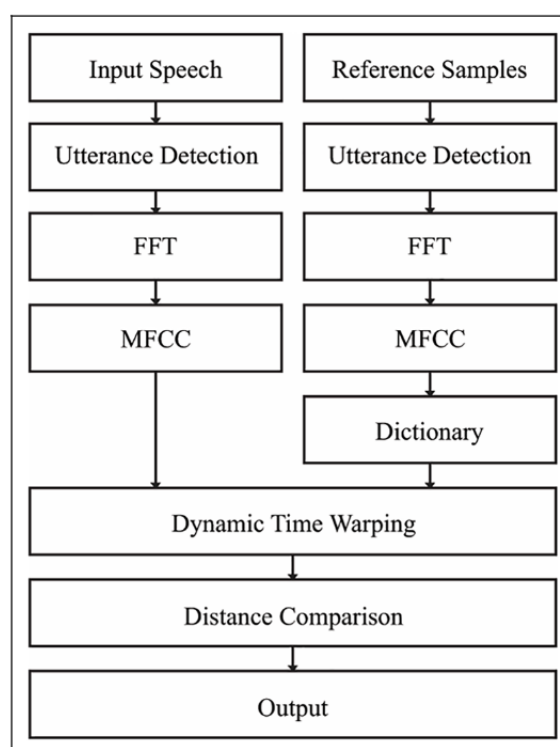 Input Speech
Reference Samples
Utterance Detection
Utterance Detection
FFT
FFT
MFCC
MFCC
Dictionary
Dynamic Time Warping
Distance Comparison
Output